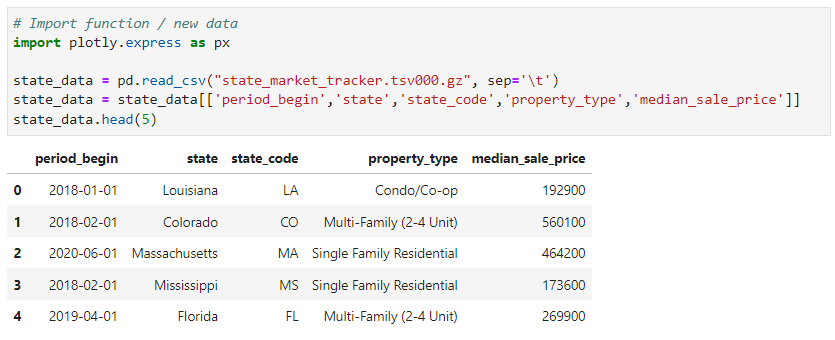 # Import function / new data
import plotly.express as px
state_data = pd.read_csv("state_market_tracker.tsv000.gz", sep='\t')
state_data = state_data[['period_begin','state','state_code','property_type','median_sale_price']]
state_data.head(5)
period_begin state state_code property_type median_sale_price
0 2018-01-01 Louisiana LA Condo/Co-op 192900
1 2018-02-01 Colorado CO Multi-Family (2-4 Unit) 560100
2 2020-06-01 Massachusetts MA Single Family Residential 464200
3 2018-02-01 Mississippi MS Single Family Residential 173600
4 2019-04-01 Florida FL Multi-Family (2-4 Unit) 269900